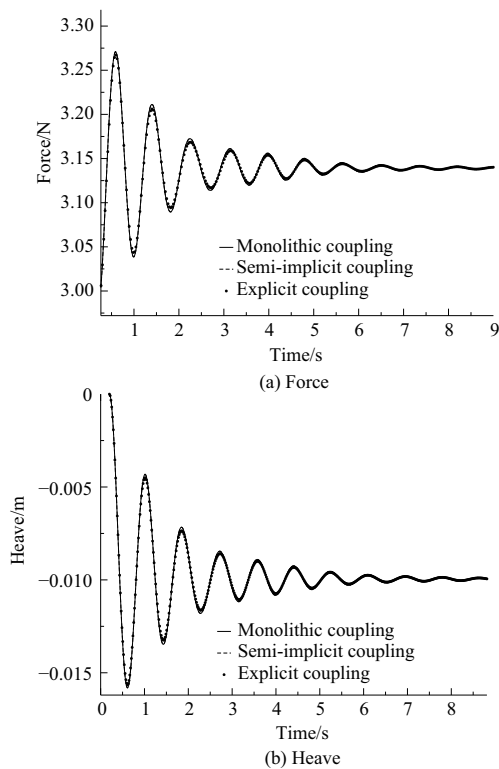 3.30
3.25
3.20
3.15
3.10
3.05
3.00
Force/N
Monolithic coupling
Semi-implicit coupling
Explicit coupling
1 2 3 4 5 6 7 8 9
Time/s
(a) Force
0
−0.005
−0.010
−0.015
Heave/m
Monolithic coupling
Semi-implicit coupling
Explicit coupling
0 1 2 3 4 5 6 7 8
Time/s
(b) Heave